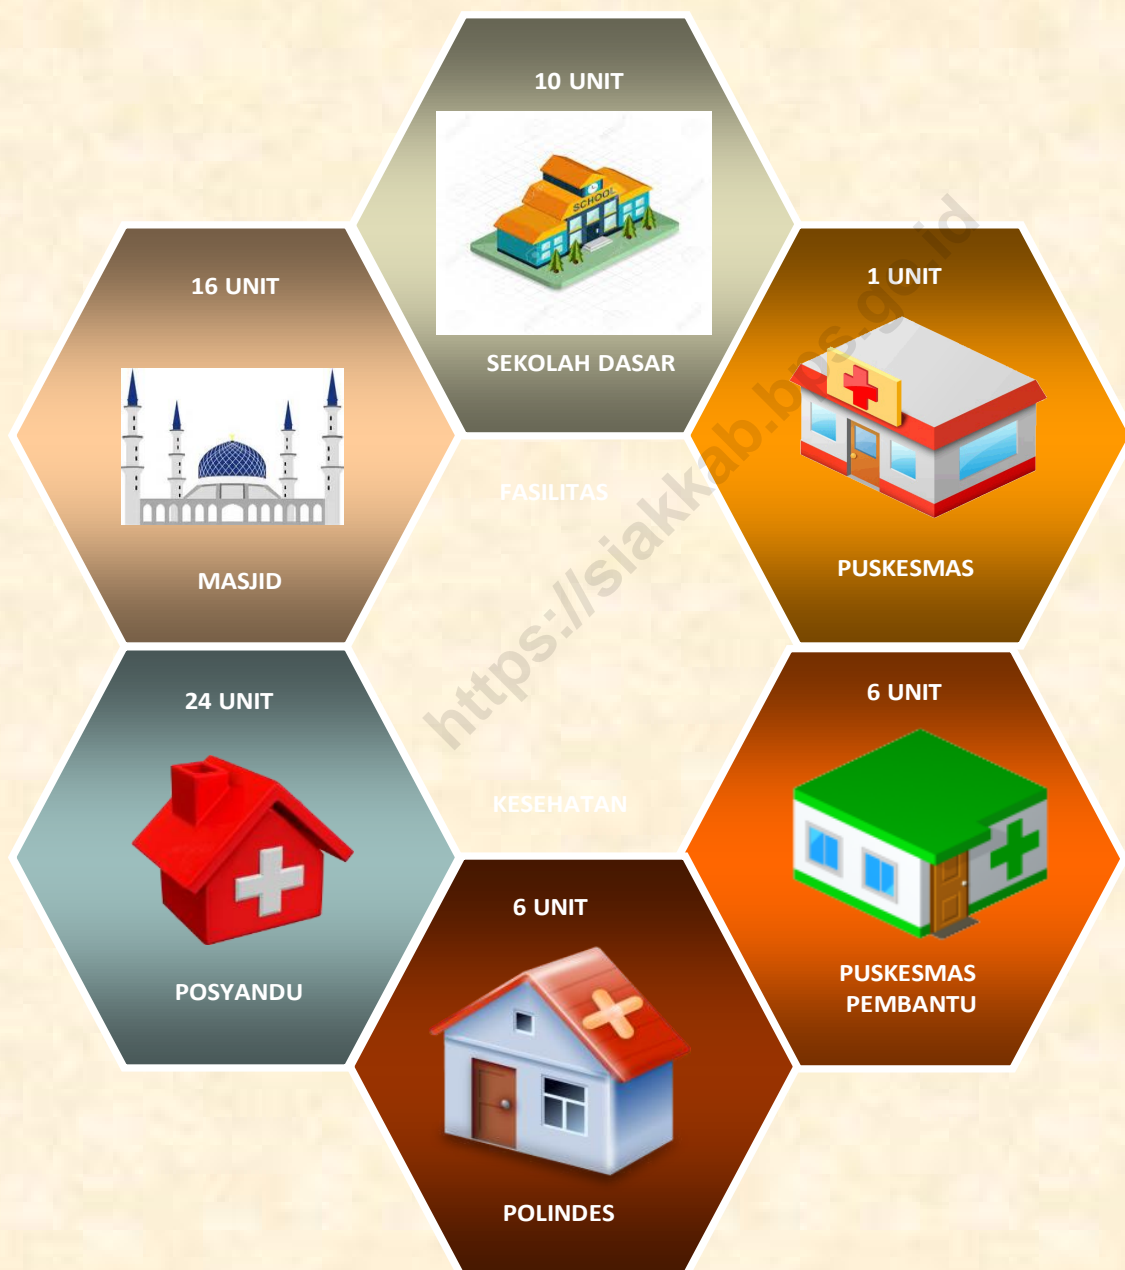 10 UNIT
SCHOOL
SEKOLAH DASAR
16 UNIT
MASJID
1 UNIT
PUSKESMAS
FASILITAS
KESEHATAN
24 UNIT
POSYANDU
6 UNIT
PUSKESMAS
PEMBANTU
6 UNIT
POLINDES
https://siakkab.bps.go.id